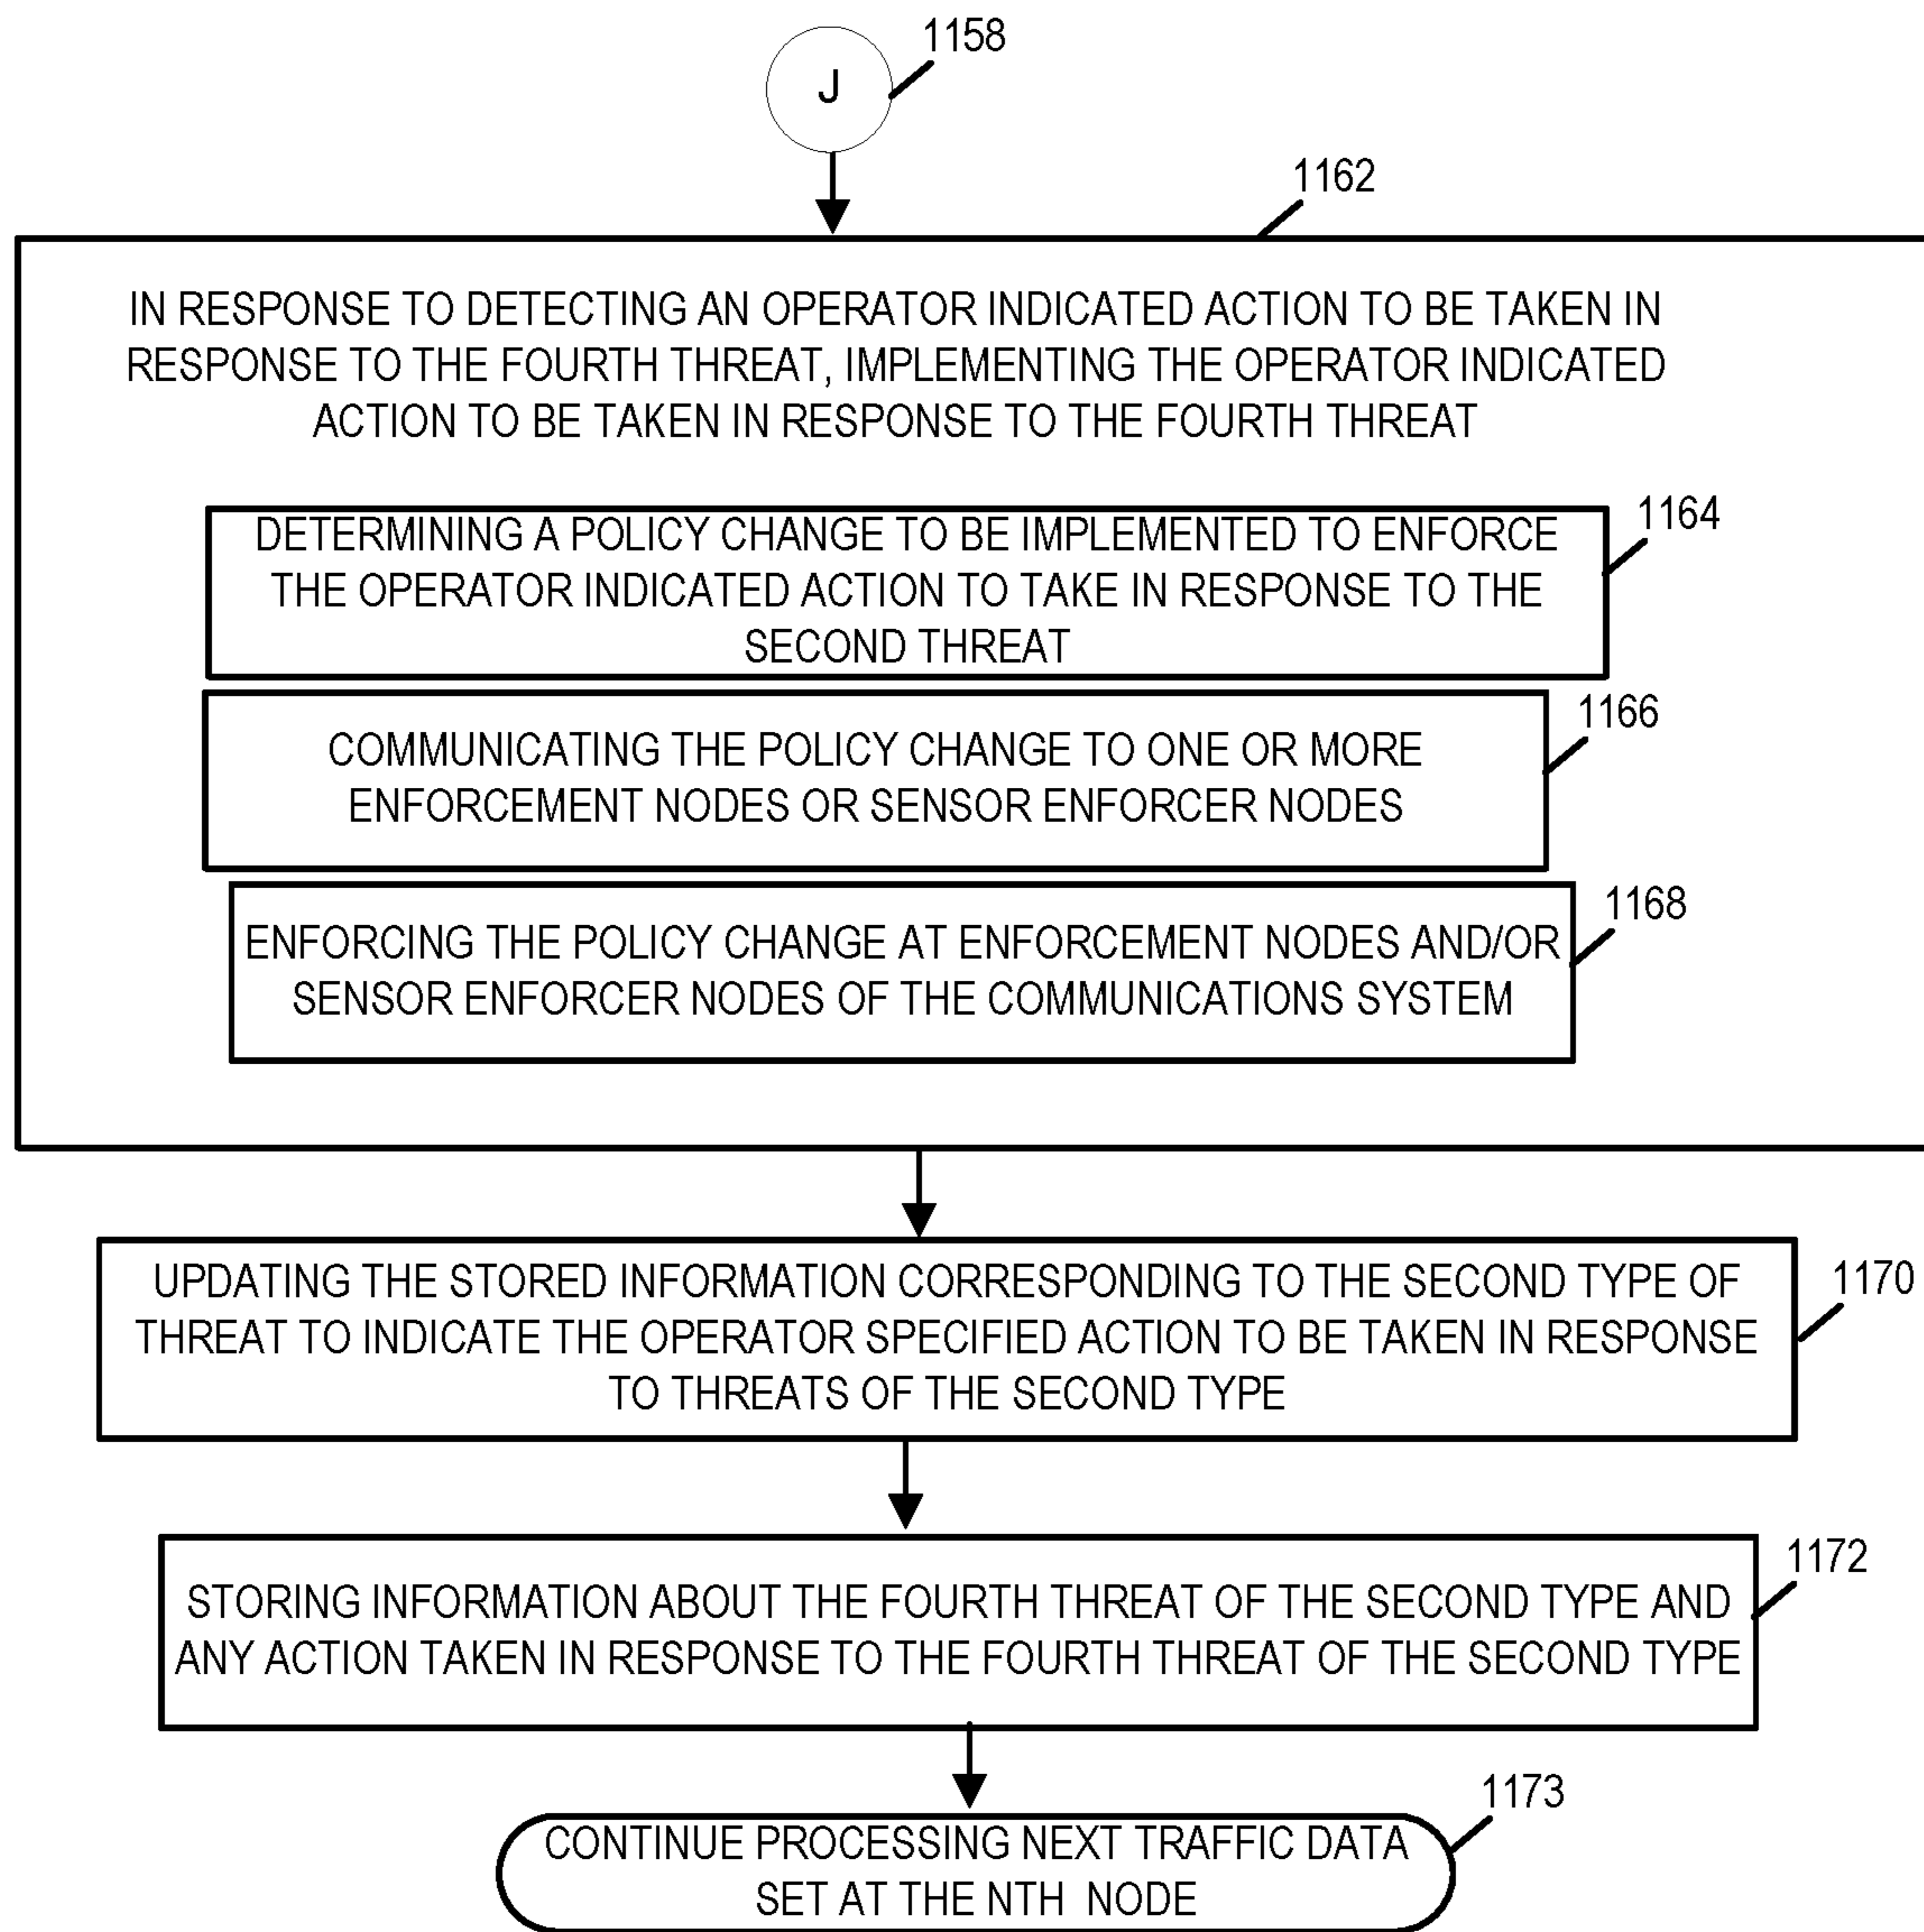 J
1158
1162
IN RESPONSE TO DETECTING AN OPERATOR INDICATED ACTION TO BE TAKEN IN
RESPONSE TO THE FOURTH THREAT, IMPLEMENTING THE OPERATOR INDICATED
ACTION TO BE TAKEN IN RESPONSE TO THE FOURTH THREAT
1164
DETERMINING A POLICY CHANGE TO BE IMPLEMENTED TO ENFORCE
THE OPERATOR INDICATED ACTION TO TAKE IN RESPONSE TO THE
SECOND THREAT
1166
COMMUNICATING THE POLICY CHANGE TO ONE OR MORE
ENFORCEMENT NODES OR SENSOR ENFORCER NODES
1168
ENFORCING THE POLICY CHANGE AT ENFORCEMENT NODES AND/OR
SENSOR ENFORCER NODES OF THE COMMUNICATIONS SYSTEM
1170
UPDATING THE STORED INFORMATION CORRESPONDING TO THE SECOND TYPE OF
THREAT TO INDICATE THE OPERATOR SPECIFIED ACTION TO BE TAKEN IN RESPONSE
TO THREATS OF THE SECOND TYPE
1172
STORING INFORMATION ABOUT THE FOURTH THREAT OF THE SECOND TYPE AND
ANY ACTION TAKEN IN RESPONSE TO THE FOURTH THREAT OF THE SECOND TYPE
1173
CONTINUE PROCESSING NEXT TRAFFIC DATA
SET AT THE NTH NODE